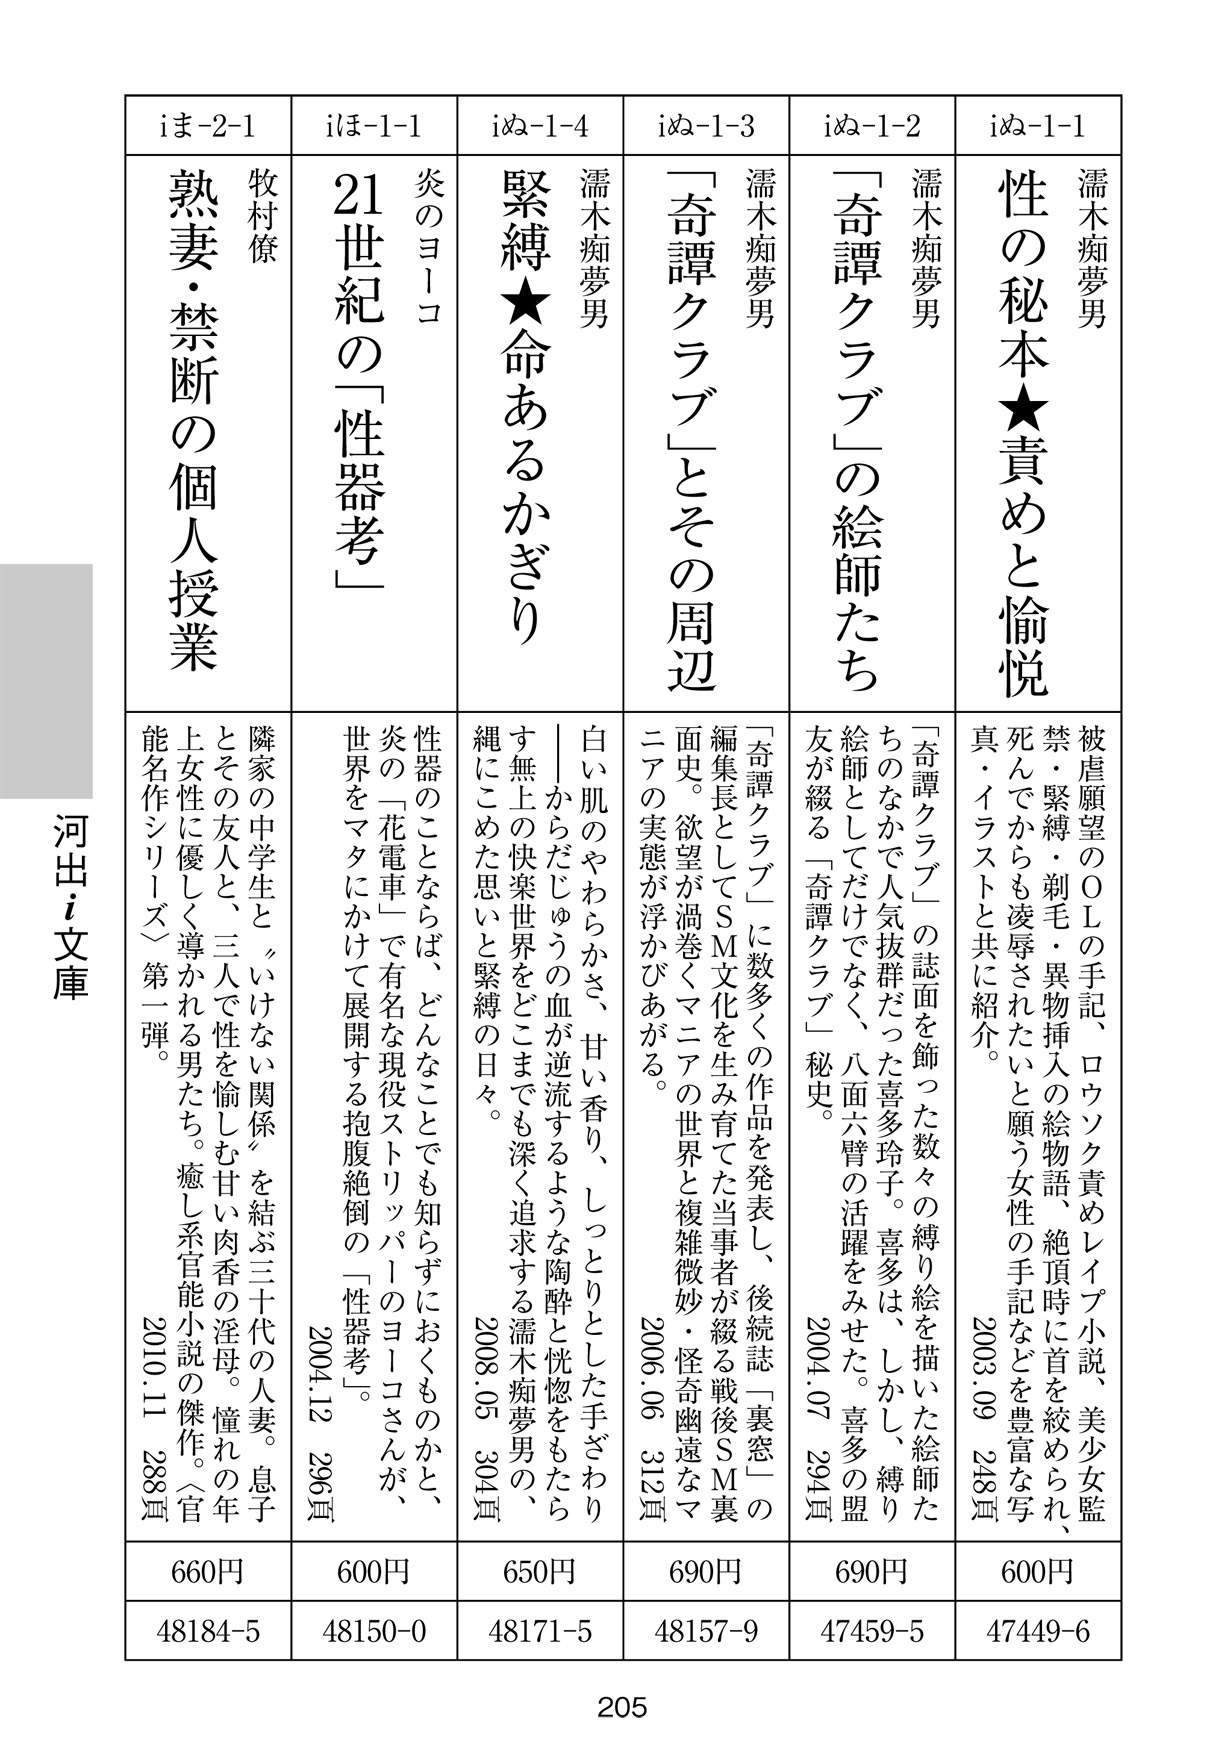 iぬ-1-1
濡木痴夢男
性の秘本★責めと愉悦
被虐願望のOLの手記、ロウソク責めレイプ小説、美少女監
禁・緊縛・剃毛・異物挿入の絵物語、絶頂時に首を絞められ、
死んでからも凌辱されたいと願う女性の手記などを豊富な写
真・イラストと共に紹介。
2003.09 248頁
600円
47449-6
iぬ-1-2
濡木痴夢男
「奇譚クラブ」の絵師たち
「奇譚クラブ」の誌面を飾った数々の縛り絵を描いた絵師た
ちのなかで人気抜群だった喜多玲子。喜多は、しかし、縛り
絵師としてだけでなく、八面六臂の活躍をみせた。喜多の盟
友が綴る「奇譚クラブ」秘史。
2004.07 294頁
690円
47459-5
iぬ-1-3
濡木痴夢男
「奇譚クラブ」とその周辺
「奇譚クラブ」に数多くの作品を発表し、後続誌「裏窓」の
編集長としてSM文化を生み育てた当事者が綴る戦後SM裏
面史。欲望が渦巻くマニアの世界と複雑微妙・怪奇幽遠なマ
ニアの実態が浮かびあがる。
2006.06 312頁
690円
48157-9
iぬ-1-4
濡木痴夢男
緊縛★命あるかぎり
白い肌のやわらかさ、甘い香り、しっとりとした手ざわり
――からだじゅうの血が逆流するような陶酔と恍惚をもたら
す無上の快楽世界をどこまでも深く追求する濡木痴夢男の、
縄にこめた思いと緊縛の日々。
2008.05 304頁
650円
48171-5
iほ-1-1
炎のヨーコ
21世紀の「性器考」
性器のことならば、どんなことでも知らずにおくものかと、
炎の「花電車」で有名な現役ストリッパーのヨーコさんが、
世界をマタにかけて展開する抱腹絶倒の「性器考」。
2004.12 296頁
600円
48150-0
iま-2-1
牧村僚
熟妻・禁断の個人授業
隣家の中学生と〝いけない関係〟を結ぶ三十代の人妻。息子
とその友人と、三人で性を愉しむ甘い肉香の淫母。憧れの年
上女性に優しく導かれる男たち。癒し系官能小説の傑作。〈官
能名作シリーズ〉第一弾。
2010.11 288頁
660円
48184-5
河出i文庫
205